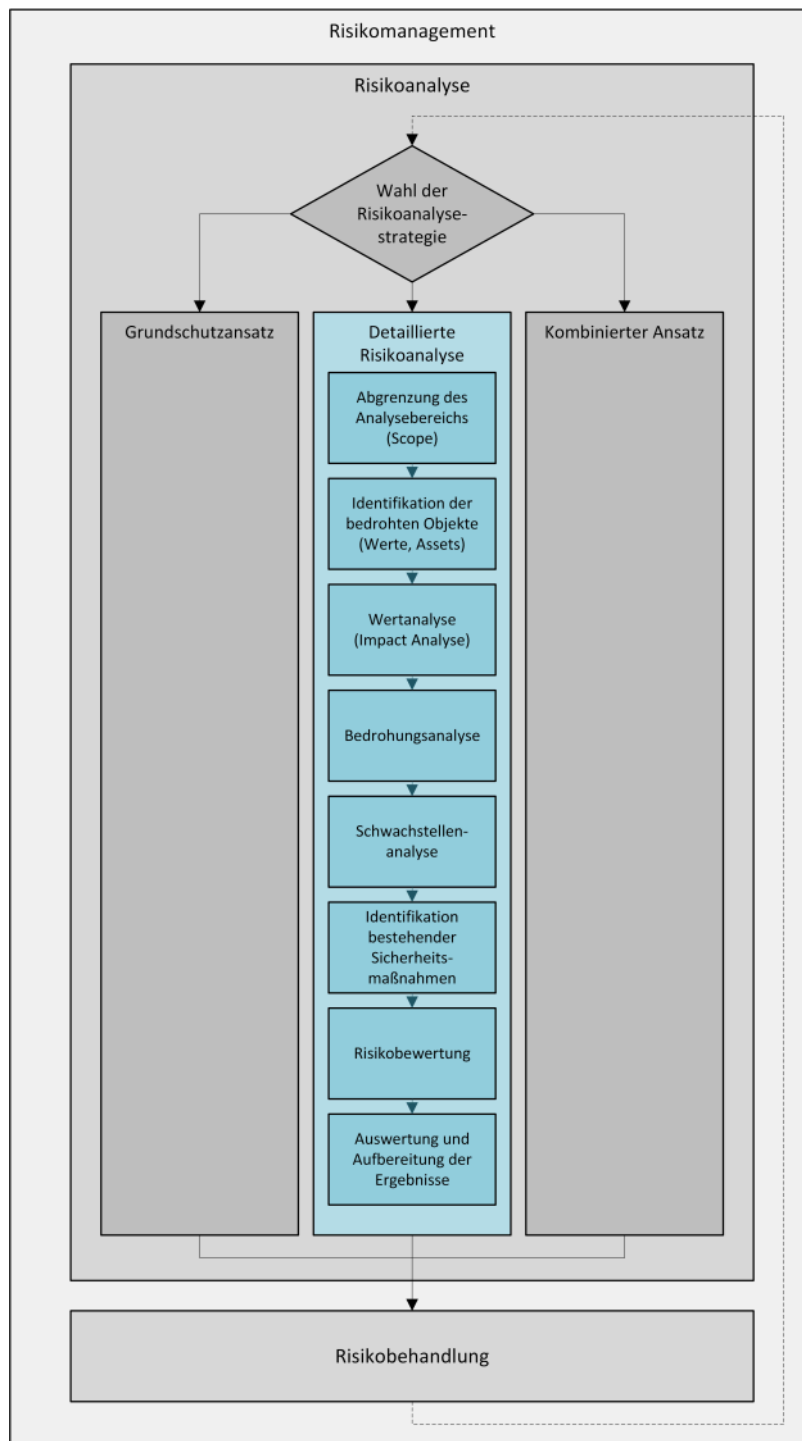 Risikomanagement
Risikoanalyse
Wahl der
Risikoanalyse-
strategie
Grundschutzansatz
Detaillierte
Risikoanalyse
Abgrenzung des
Analysebereichs
(Scope)
Identifikation der
bedrohten Objekte
(Werte, Assets)
Wertanalyse
(Impact Analyse)
Bedrohungsanalyse
Schwachstellen-
analyse
Identifikation
bestehender
Sicherheits-
maßnahmen
Risikobewertung
Auswertung und
Aufbereitung der
Ergebnisse
Kombinierter Ansatz
Risikobehandlung